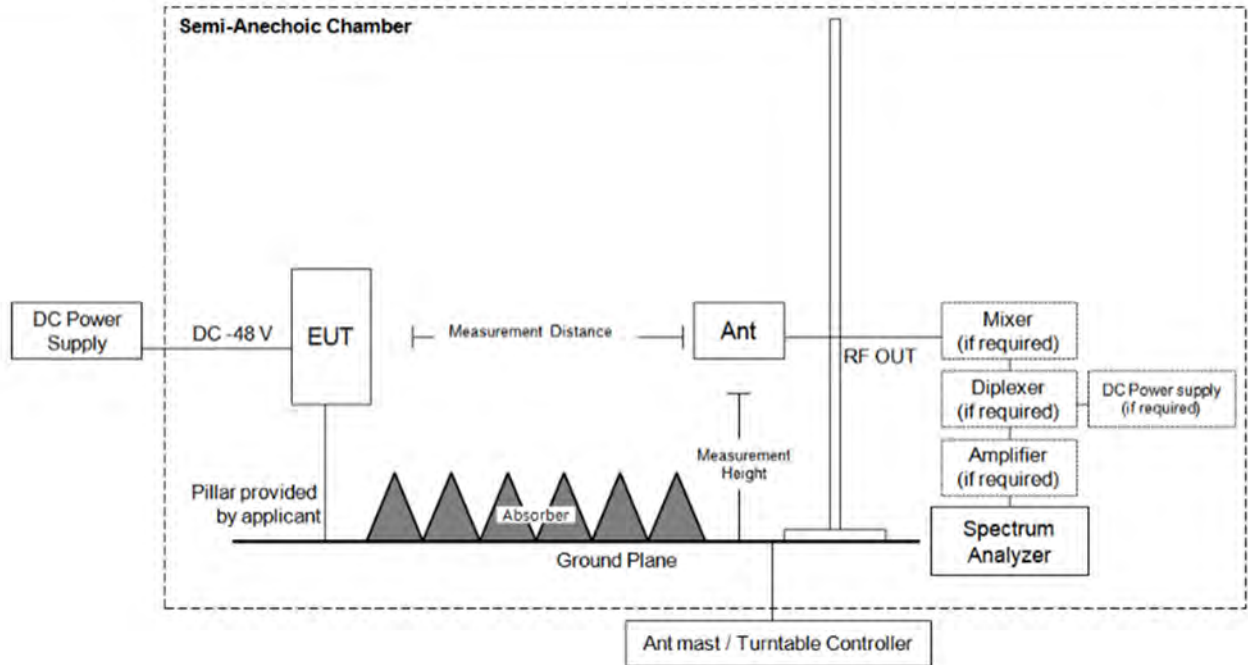 Semi-Anechoic Chamber
DC Power
Supply
DC -48 V
EUT
Measurement Distance
Ant
RF OUT
Mixer
(if required)
Diplexer
(if required)
DC Power supply
(if required)
Amplifier
(if required)
Spectrum
Analyzer
Measurement
Height
Pillar provided
by applicant
Absorber
Ground Plane
Ant mast / Turntable Controller